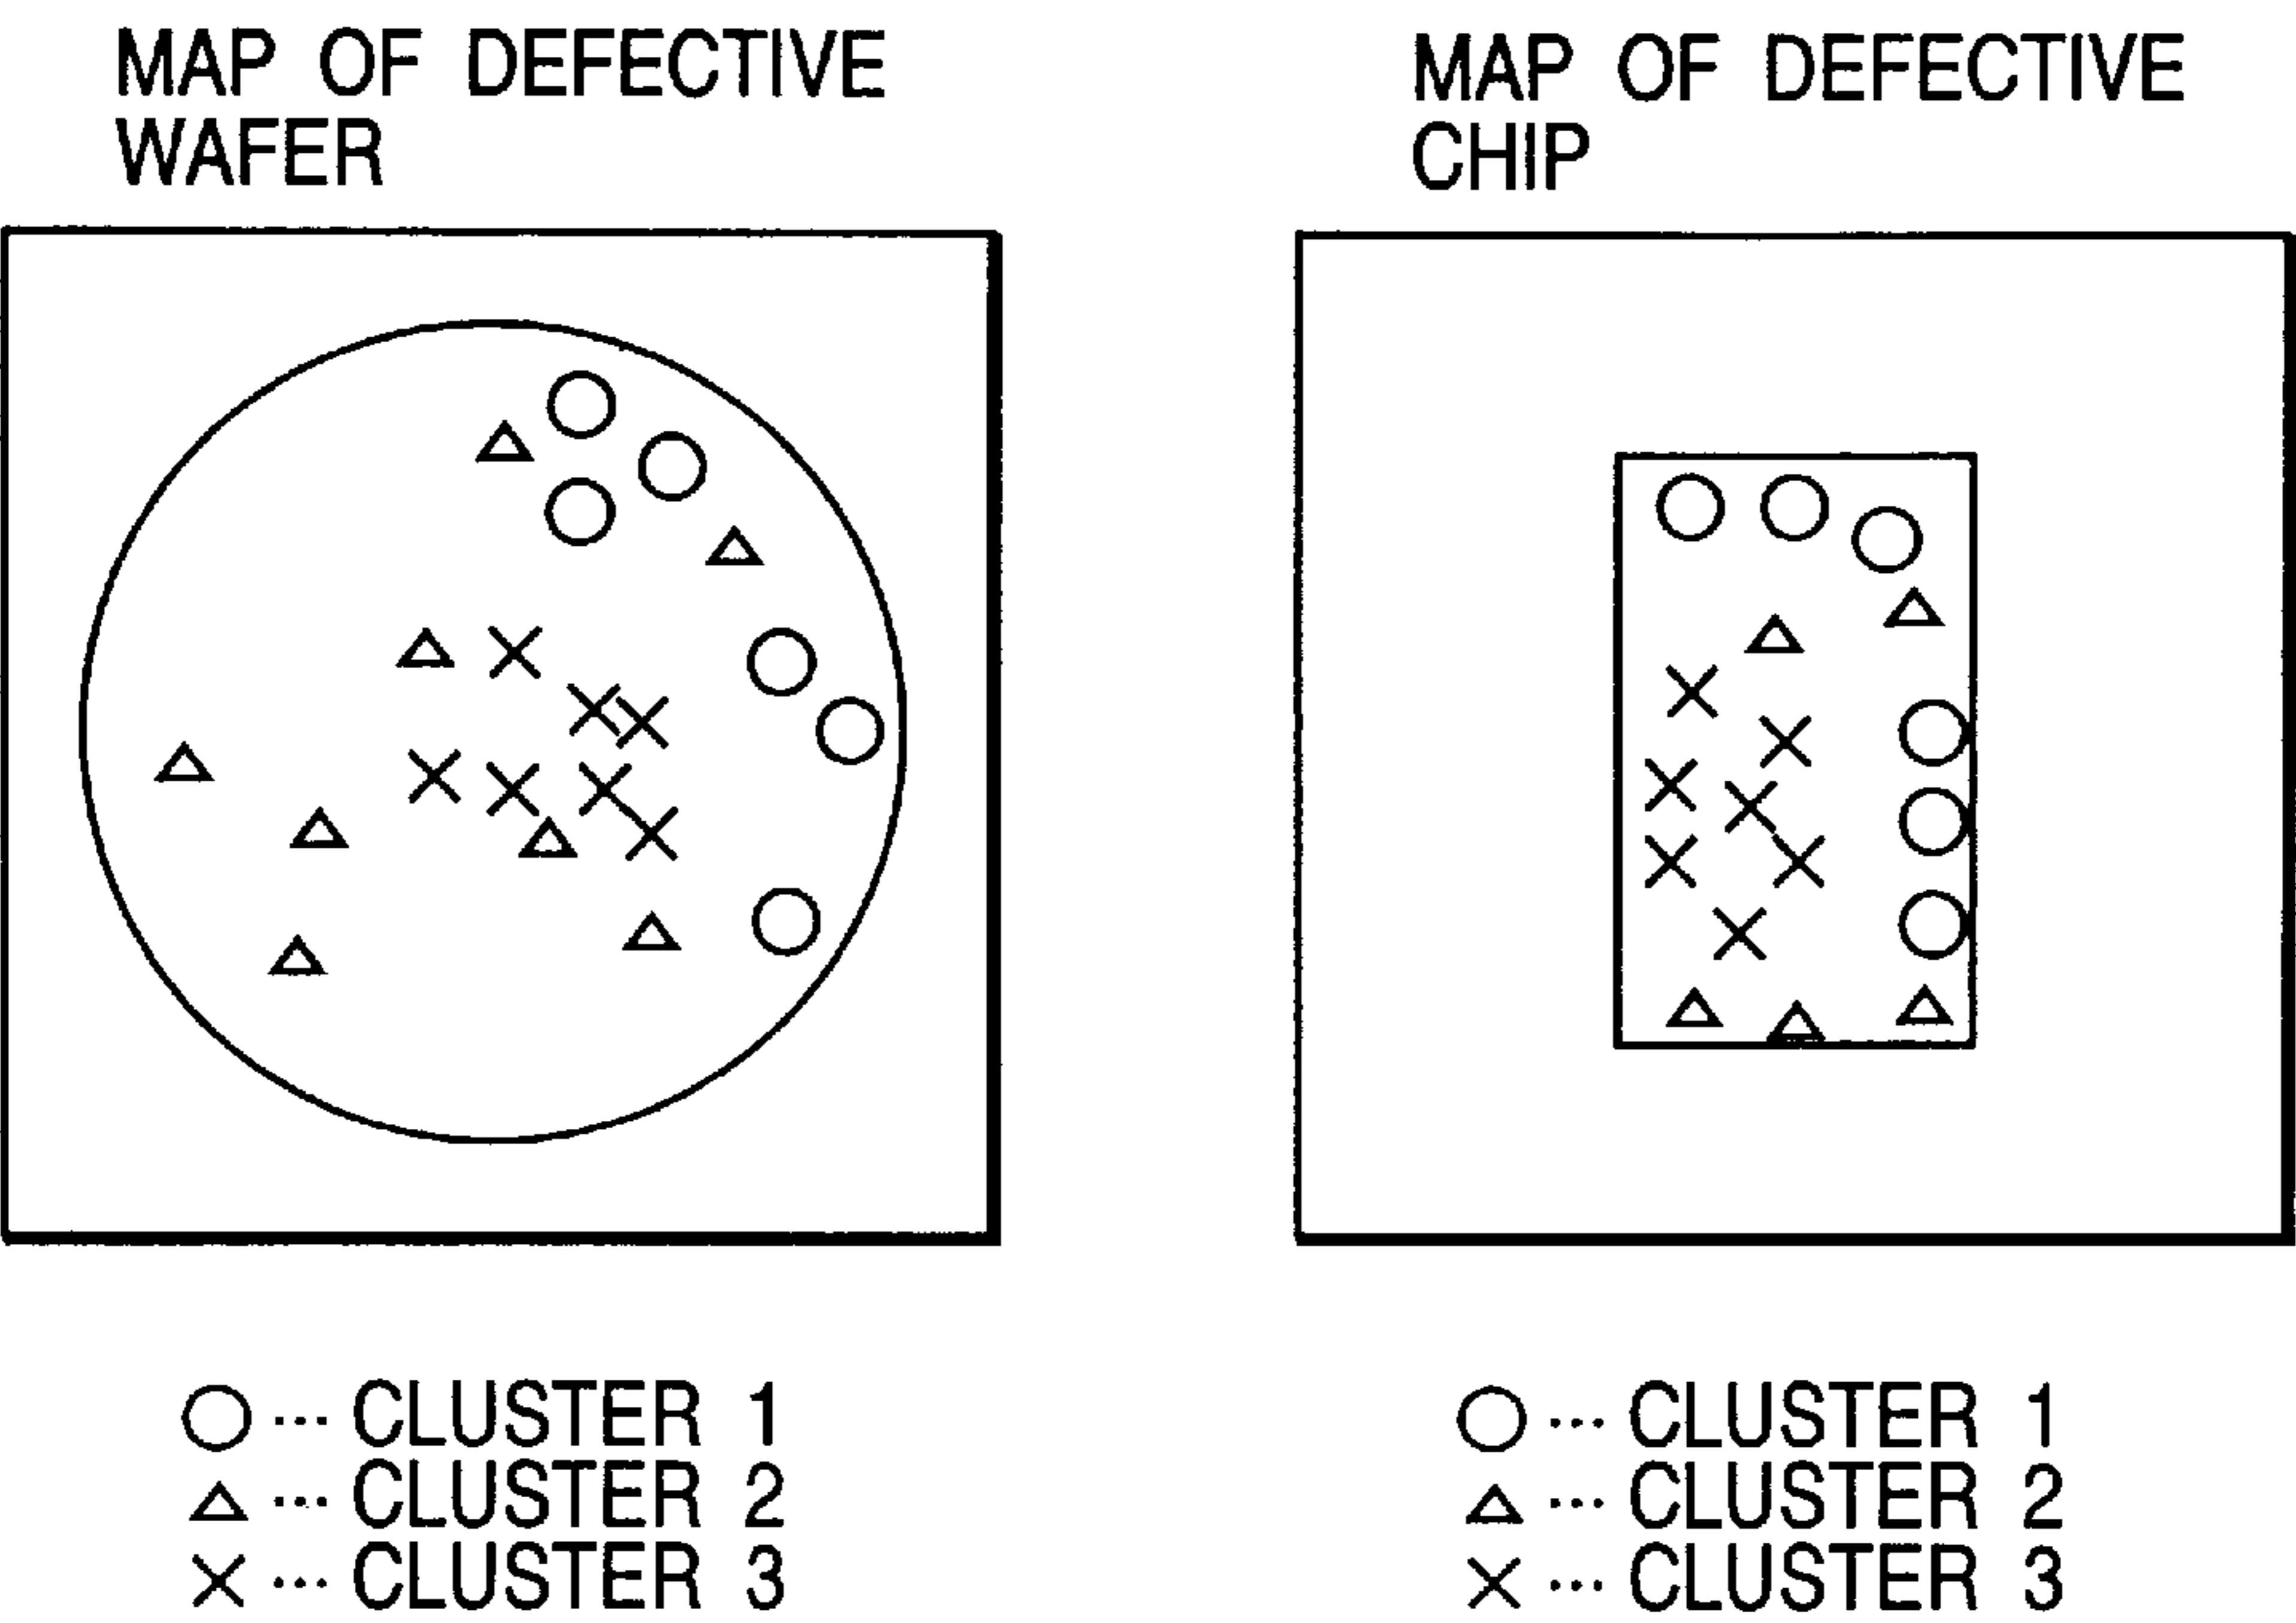 MAP OF DEFECTIVE
WAFER
MAP OF DEFECTIVE
CHIP
... CLUSTER 1
... CLUSTER 2
... CLUSTER 3
... CLUSTER 1
... CLUSTER 2
... CLUSTER 3